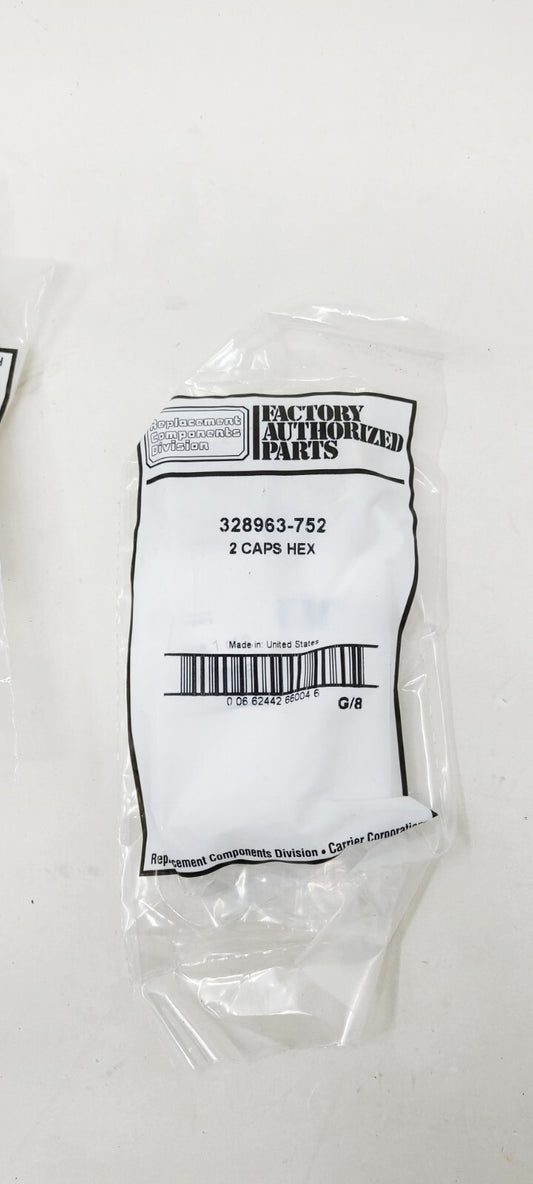 Replacement
Components
Division
FACTORY
AUTHORIZED
PARTS
328963-752
2 CAPS HEX
Made in: United States
0 06 62442 66004 6
G/8
Replacement Components Division • Carrier Corporation